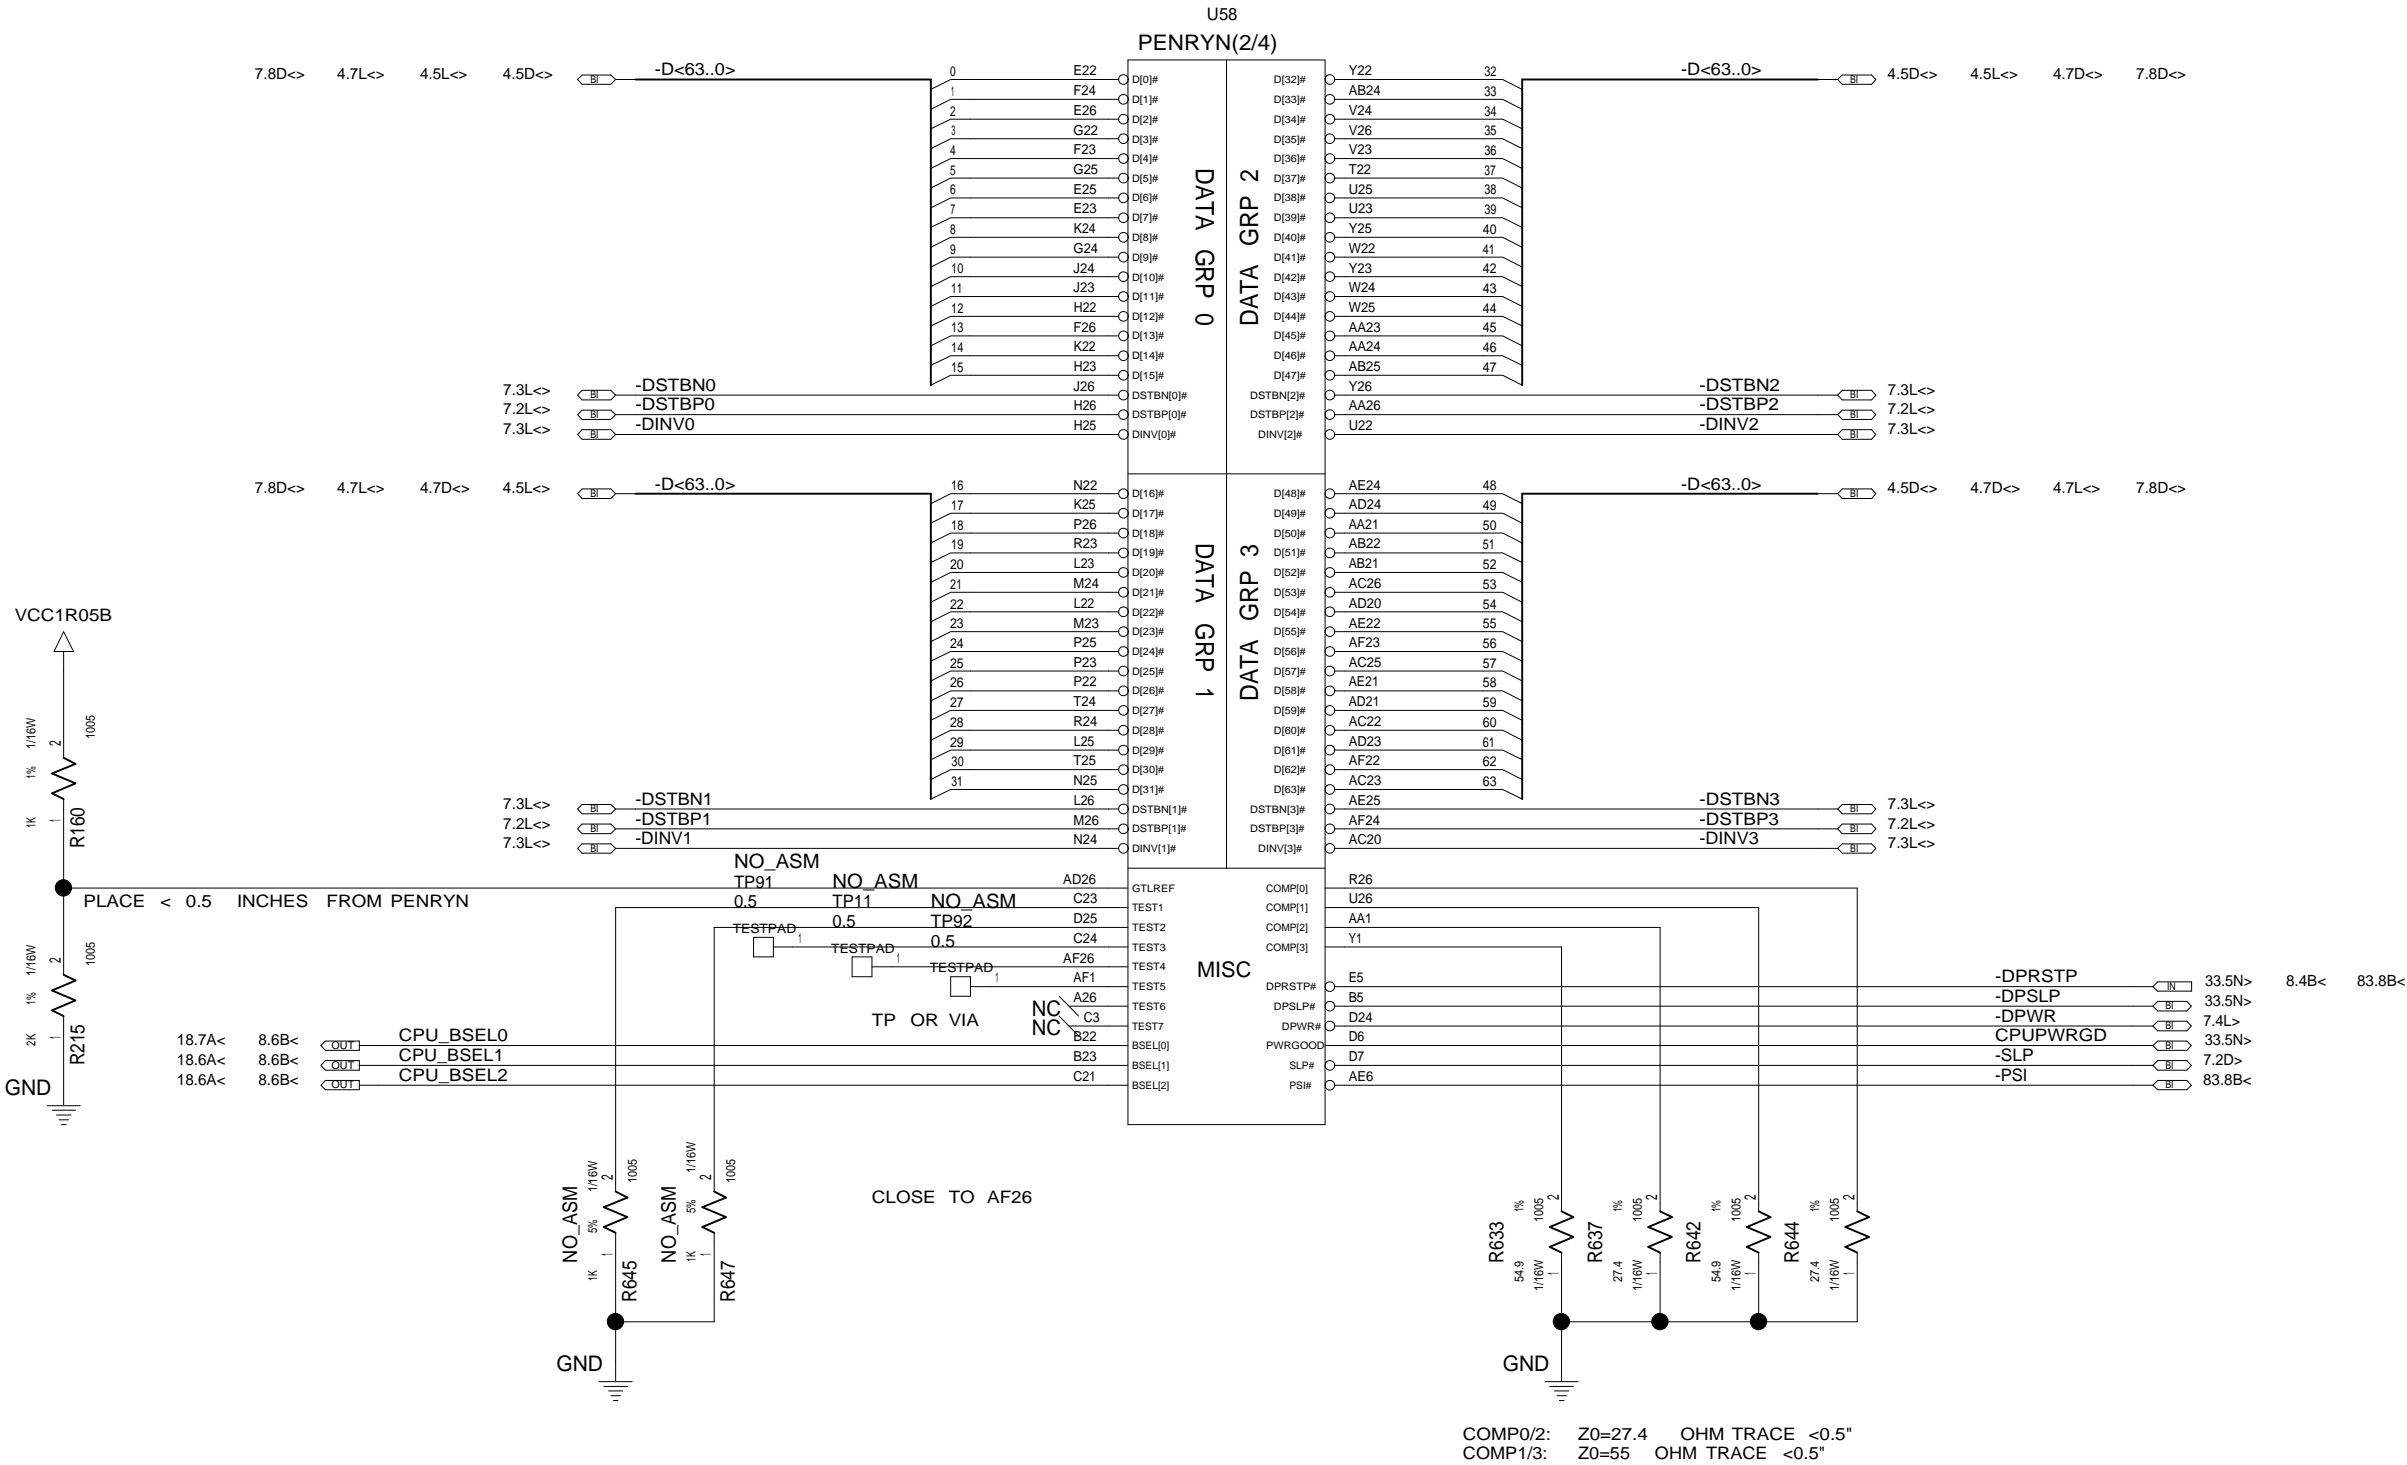 U58
PENRYN(2/4)
7.8D<> 4.7L<> 4.5L<> 4.5D<> BI -D<63..0>
0 E22 D[0]# D[32]# Y22 32
-D<63..0> BI 4.5D<> 4.5L<> 4.7D<> 7.8D<>
1 F24 D[1]# D[33]# AB24 33
2 E26 D[2]# D[34]# V24 34
3 G22 D[3]# D[35]# V26 35
4 F23 D[4]# D[36]# V23 36
5 G25 D[5]# D[37]# T22 37
6 E25 D[6]# D[38]# U25 38
7 E23 D[7]# D[39]# U23 39
8 K24 D[8]# D[40]# Y25 40
9 G24 D[9]# D[41]# W22 41
10 J24 D[10]# D[42]# Y23 42
11 J23 D[11]# D[43]# W24 43
12 H22 D[12]# D[44]# W25 44
13 F26 D[13]# D[45]# AA23 45
14 K22 D[14]# D[46]# AA24 46
15 H23 D[15]# D[47]# AB25 47
DATA GRP 0
DATA GRP 2
7.3L<> BI -DSTBN0 J26 DSTBN[0]# DSTBN[2]# Y26 -DSTBN2 BI 7.3L<>
7.2L<> BI -DSTBP0 H26 DSTBP[0]# DSTBP[2]# AA26 -DSTBP2 BI 7.2L<>
7.3L<> BI -DINV0 H25 DINV[0]# DINV[2]# U22 -DINV2 BI 7.3L<>
7.8D<> 4.7L<> 4.7D<> 4.5L<> BI -D<63..0>
16 N22 D[16]# D[48]# AE24 48
-D<63..0> BI 4.5D<> 4.7D<> 4.7L<> 7.8D<>
17 K25 D[17]# D[49]# AD24 49
18 P26 D[18]# D[50]# AA21 50
19 R23 D[19]# D[51]# AB22 51
20 L23 D[20]# D[52]# AB21 52
21 M24 D[21]# D[53]# AC26 53
22 L22 D[22]# D[54]# AD20 54
23 M23 D[23]# D[55]# AE22 55
24 P25 D[24]# D[56]# AF23 56
25 P23 D[25]# D[57]# AC25 57
26 P22 D[26]# D[58]# AE21 58
27 T24 D[27]# D[59]# AD21 59
28 R24 D[28]# D[60]# AC22 60
29 L25 D[29]# D[61]# AD23 61
30 T25 D[30]# D[62]# AF22 62
31 N25 D[31]# D[63]# AC23 63
DATA GRP 1
DATA GRP 3
7.3L<> BI -DSTBN1 L26 DSTBN[1]# DSTBN[3]# AE25 -DSTBN3 BI 7.3L<>
7.2L<> BI -DSTBP1 M26 DSTBP[1]# DSTBP[3]# AF24 -DSTBP3 BI 7.2L<>
7.3L<> BI -DINV1 N24 DINV[1]# DINV[3]# AC20 -DINV3 BI 7.3L<>
VCC1R05B
1/16W 2 1005
1%
1K 1 R160
PLACE < 0.5 INCHES FROM PENRYN
1/16W 2 1005
1%
2K 1 R215
GND
NO_ASM
TP91
0.5
TESTPAD 1
NO_ASM
TP11
0.5
TESTPAD 1
NO_ASM
TP92
0.5
TESTPAD 1
AD26 GTLREF COMP[0] R26
C23 TEST1 COMP[1] U26
D25 TEST2 COMP[2] AA1
C24 TEST3 COMP[3] Y1
AF26 TEST4
MISC
AF1 TEST5 DPRSTP# E5 -DPRSTP IN 33.5N> 8.4B< 83.8B<
NC A26 TEST6 DPSLP# B5 -DPSLP BI 33.5N>
TP OR VIA
NC C3 TEST7 DPWR# D24 -DPWR BI 7.4L>
18.7A< 8.6B< OUT CPU_BSEL0 B22 BSEL[0] PWRGOOD D6 CPUPWRGD BI 33.5N>
18.6A< 8.6B< OUT CPU_BSEL1 B23 BSEL[1] SLP# D7 -SLP BI 7.2D>
18.6A< 8.6B< OUT CPU_BSEL2 C21 BSEL[2] PSI# AE6 -PSI BI 83.8B<
NO_ASM 1/16W 2 1005
5%
1K 1 R645
NO_ASM 1/16W 2 1005
5%
1K 1 R647
GND
CLOSE TO AF26
R633 1% 1005 2
54.9 1/16W 1
R637 1% 1005 2
27.4 1/16W 1
R642 1% 1005 2
54.9 1/16W 1
R644 1% 1005 2
27.4 1/16W 1
GND
COMP0/2: Z0=27.4 OHM TRACE <0.5"
COMP1/3: Z0=55 OHM TRACE <0.5"